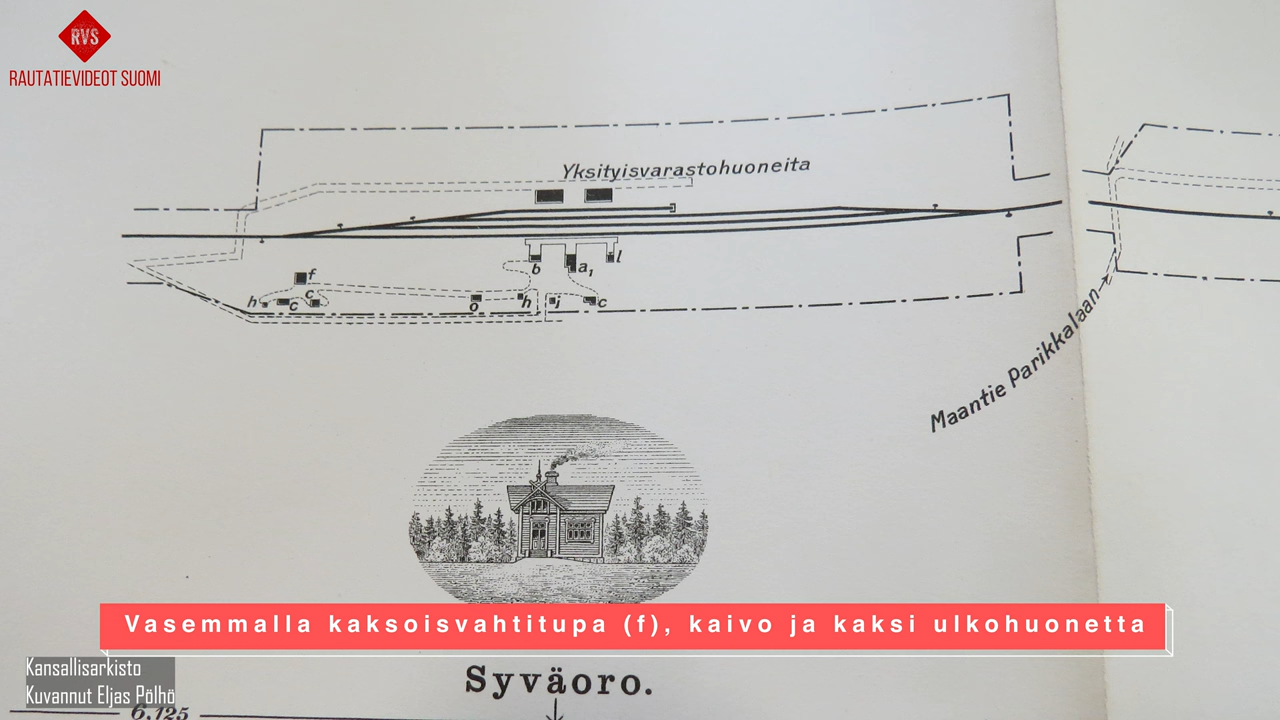 RVS
RAUTATIEVIDEOT SUOMI
Yksityisvarastohuoneita
b a₁ l
f
h c c o h j c
Maantie Parikkalaan
Vasemmalla kaksoisvahtitupa (f), kaivo ja kaksi ulkohuonetta
Kansallisarkisto
Kuvannut Eljas Pölhö
Syväoro.
6,125